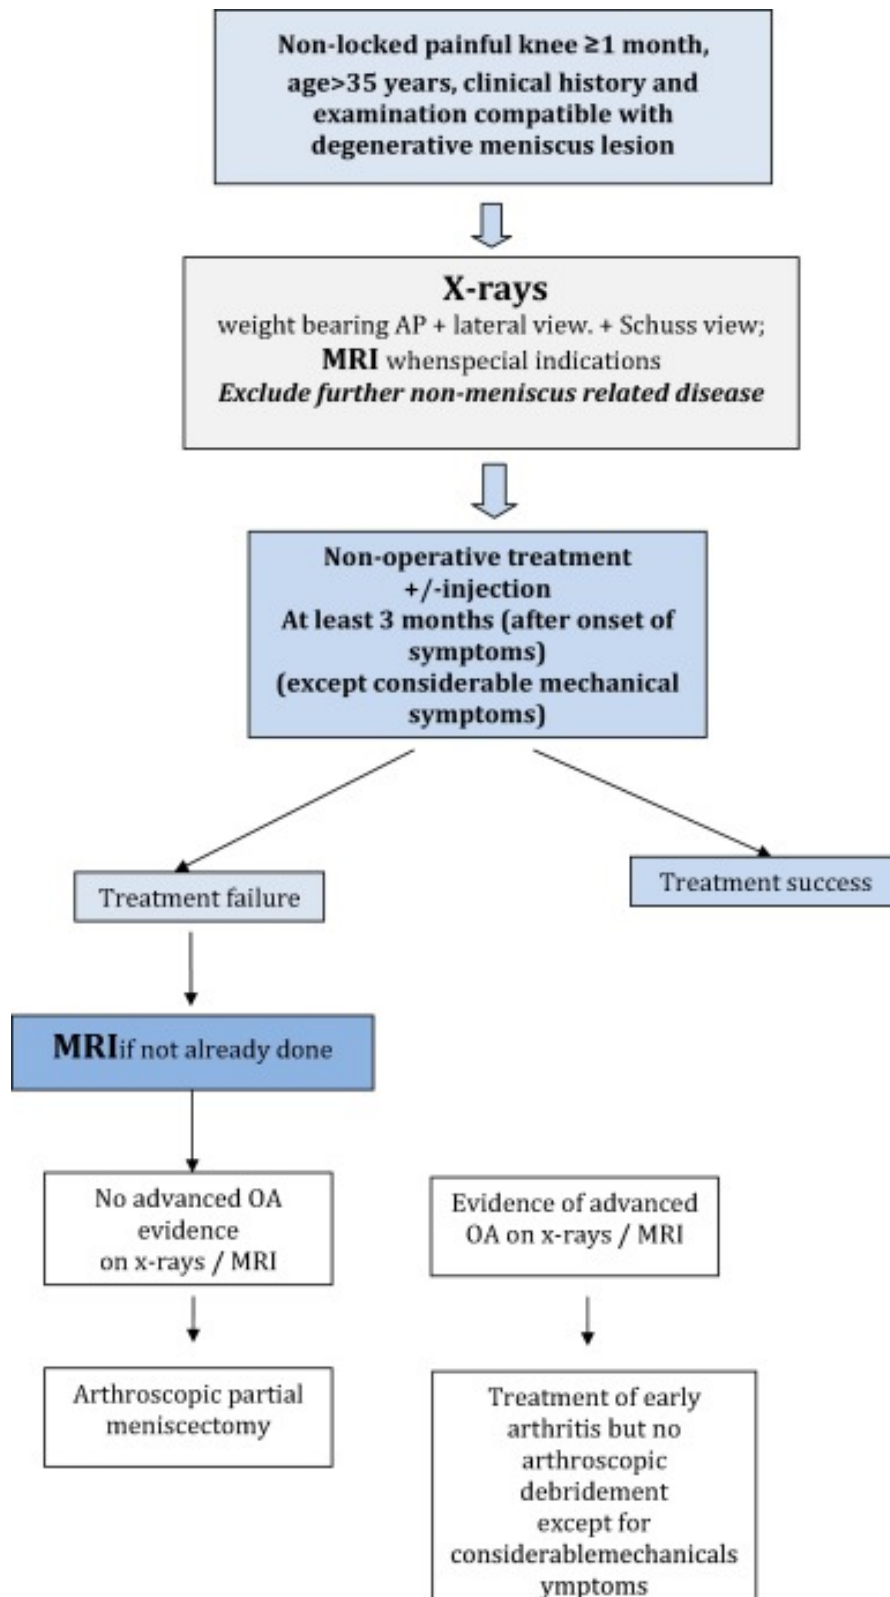 Non-locked painful knee ≥1 month,
age>35 years, clinical history and
examination compatible with
degenerative meniscus lesion
X-rays
weight bearing AP + lateral view. + Schuss view;
MRI whenspecial indications
Exclude further non-meniscus related disease
Non-operative treatment
+/-injection
At least 3 months (after onset of
symptoms)
(except considerable mechanical
symptoms)
Treatment failure
Treatment success
MRIif not already done
No advanced OA
evidence
on x-rays / MRI
Evidence of advanced
OA on x-rays / MRI
Arthroscopic partial
meniscectomy
Treatment of early
arthritis but no
arthroscopic
debridement
except for
considerablemechanicals
ymptoms